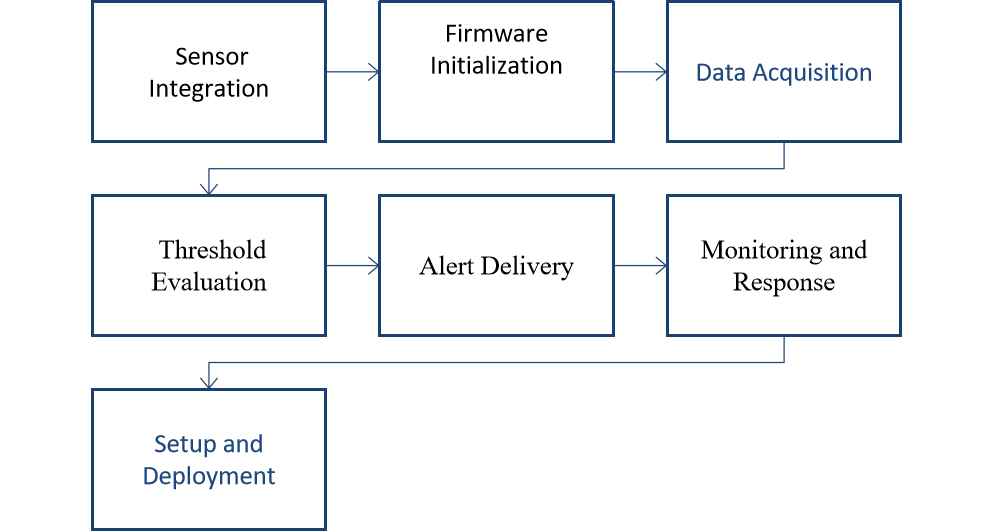 Sensor
Integration
Firmware
Initialization
Data Acquisition
Threshold
Evaluation
Alert Delivery
Monitoring and
Response
Setup and
Deployment